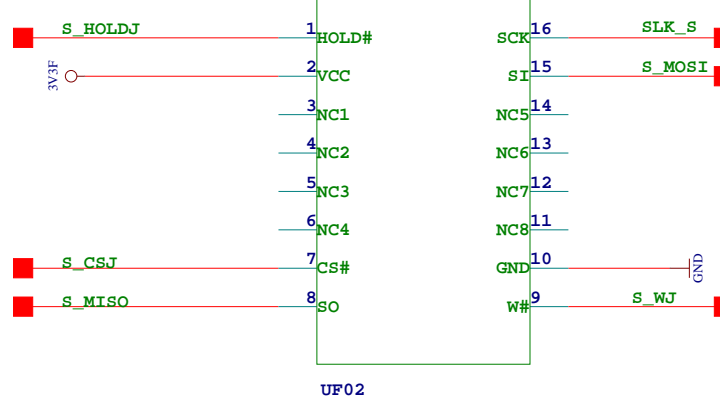 S_HOLDJ 1 HOLD# SCK 16 SLK_S
3V3F 2 VCC SI 15 S_MOSI
3 NC1 NC5 14
4 NC2 NC6 13
5 NC3 NC7 12
6 NC4 NC8 11
S_CSJ 7 CS# GND 10 GND
S_MISO 8 SO W# 9 S_WJ
UF02